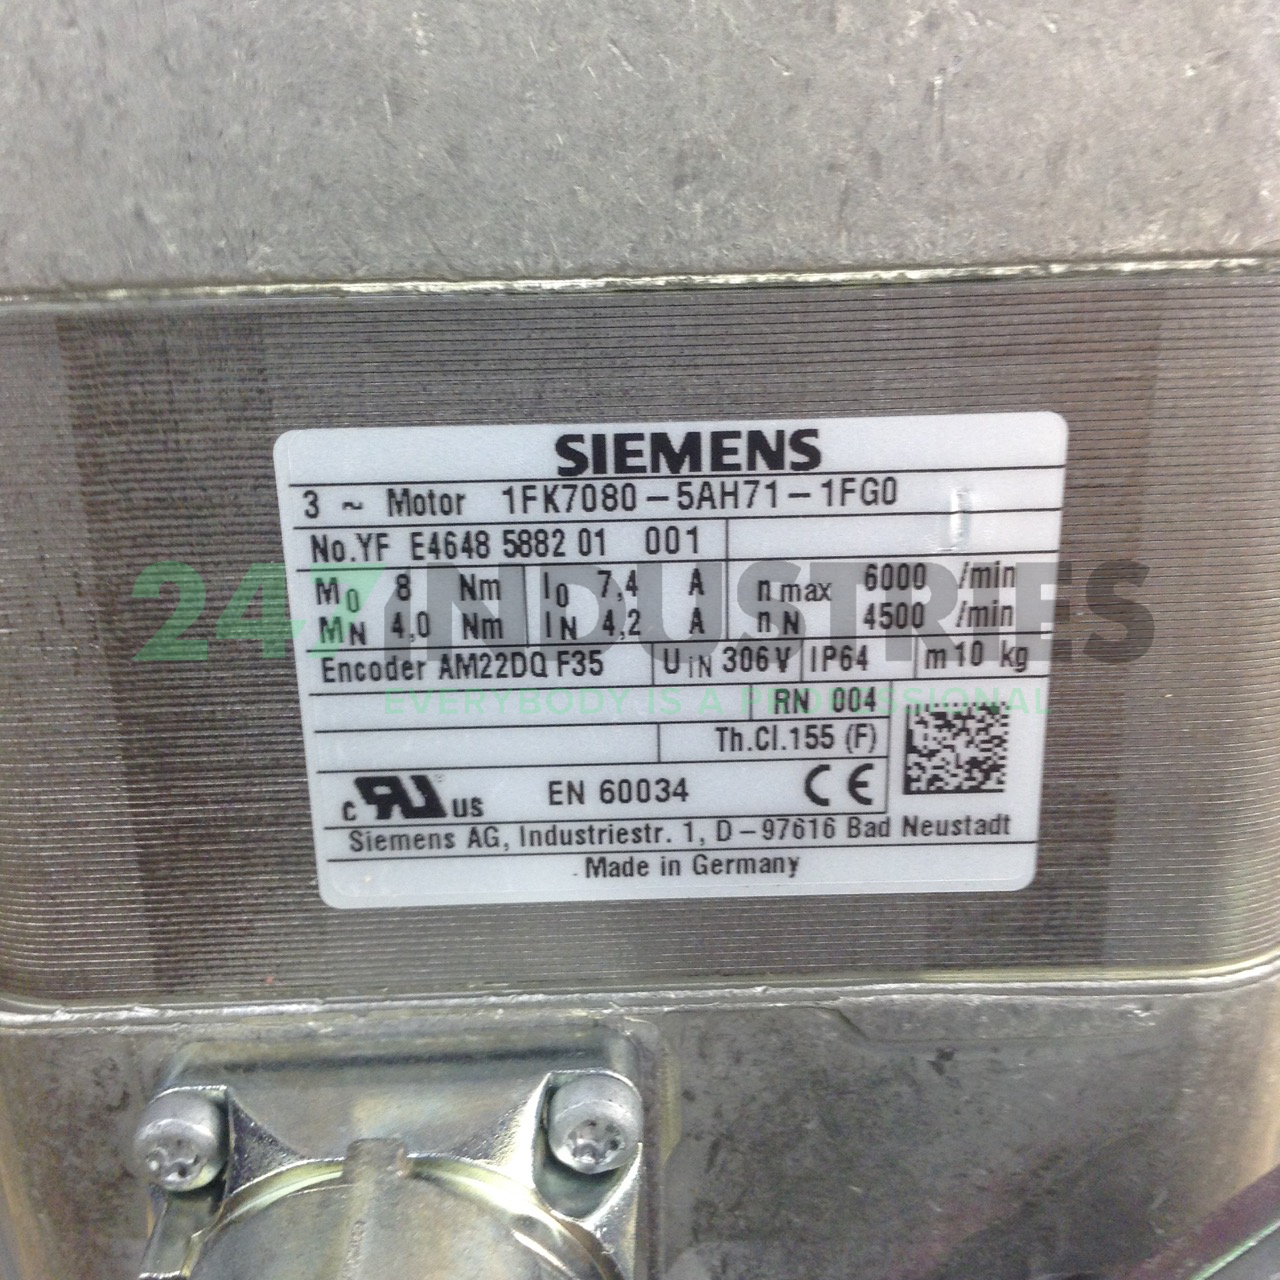 SIEMENS
3 ~ Motor 1FK7080-5AH71-1FG0
No.YF E4648 5882 01 001
M0 8 Nm I0 7,4 A n max 6000 /min
MN 4,0 Nm IN 4,2 A n N 4500 /min
Encoder AM22DQ F35 UIN 306V IP64 m 10 kg
RN 004
Th.Cl.155 (F)
c RU US EN 60034 CE
Siemens AG, Industriestr. 1, D-97616 Bad Neustadt
Made in Germany
247 INDUSTRIES
EVERYBODY IS A PROFESSIONAL